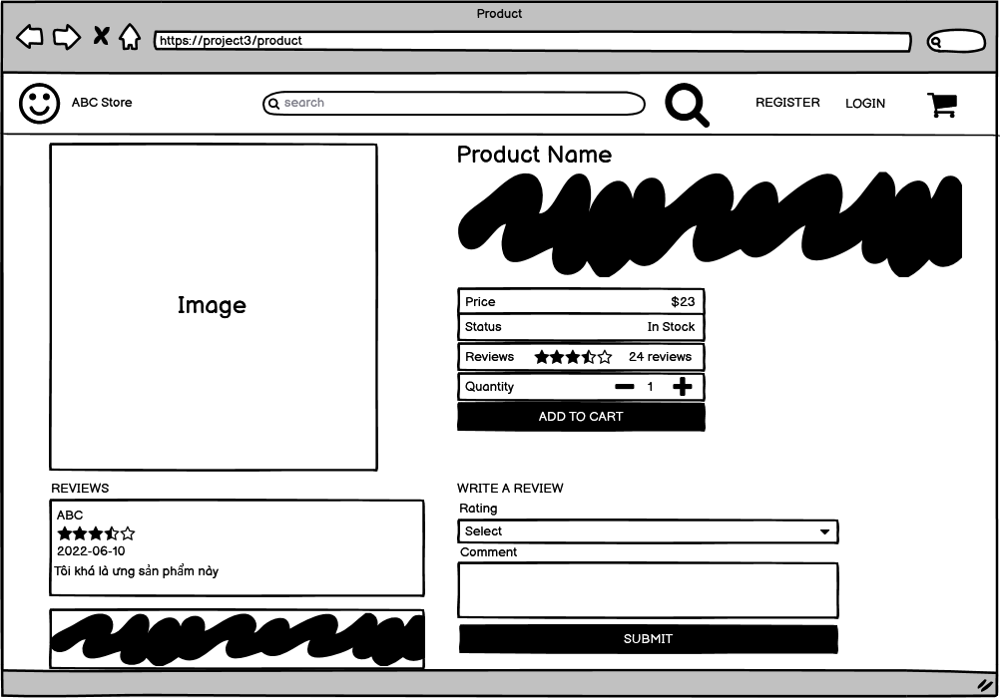 Product
https://project3/product
ABC Store
search
REGISTER
LOGIN
Image
Product Name
Price $23
Status In Stock
Reviews 24 reviews
Quantity 1
ADD TO CART
REVIEWS
ABC
2022-06-10
Tôi khá là ưng sản phẩm này
WRITE A REVIEW
Rating
Select
Comment
SUBMIT